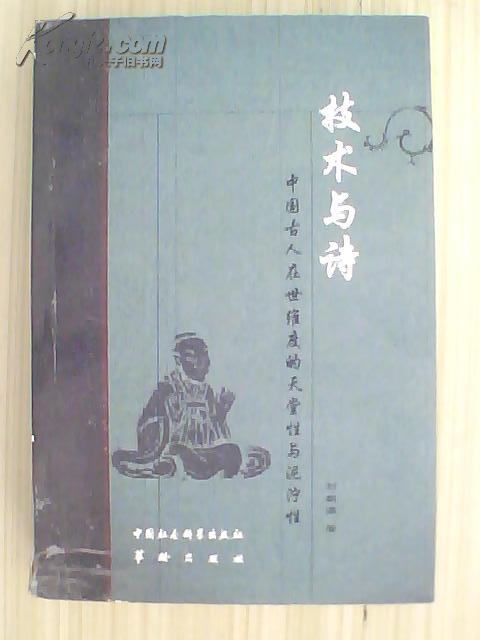 Kongfz.com
孔夫子旧书网
技术与诗
中国古人在世维度的天堂性与泥泞性
著
中国社会科学出版社
华龄出版社